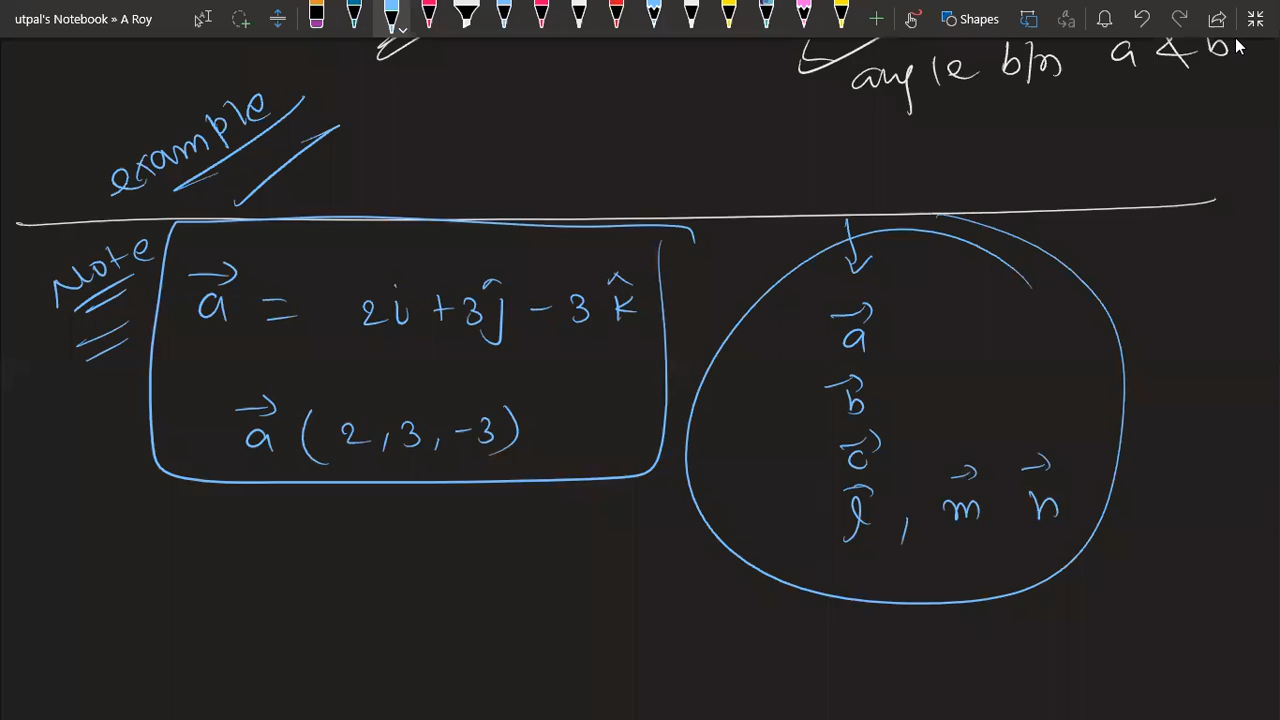 utpal's Notebook » A Roy
Shapes
angle b/n a & b
example
Note
a⃗ = 2i + 3ĵ - 3k̂
a⃗ (2, 3, -3)
a⃗
b⃗
c⃗
l⃗ , m⃗ n⃗